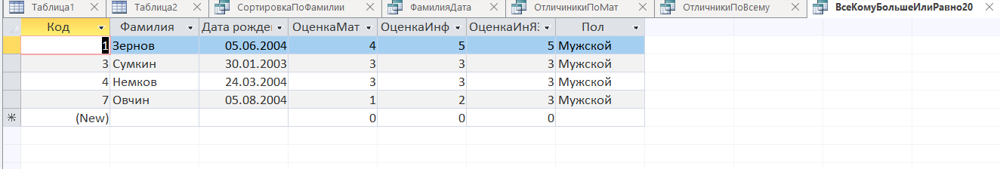 Таблица1 Таблица2 СортировкаПоФамилии ФамилияДата ОтличиникиПоМат ОтличникиПоВсему ВсеКомуБольшеИлиРавно20
Код Фамилия Дата рожде ОценкаМат ОценкаИнф ОценкаИнЯз Пол
1 Зернов 05.06.2004 4 5 5 Мужской
3 Сумкин 30.01.2003 3 3 3 Мужской
4 Немков 24.03.2004 3 3 3 Мужской
7 Овчин 05.08.2004 1 2 3 Мужской
(New) 0 0 0